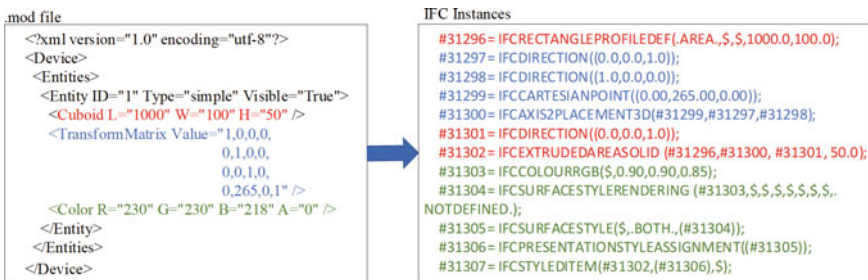 .mod file
<?xml version="1.0" encoding="utf-8"?>
<Device>
<Entities>
<Entity ID="1" Type="simple" Visible="True">
<Cuboid L="1000" W="100" H="50" />
<TransformMatrix Value="1,0,0,0,
0,1,0,0,
0,0,1,0,
0,265,0,1" />
<Color R="230" G="230" B="218" A="0" />
</Entity>
</Entities>
</Device>
IFC Instances
#31296= IFCRECTANGLEPROFILEDEF(.AREA.,$,$,1000.0,100.0);
#31297= IFCDIRECTION((0.0,0.0,1.0));
#31298= IFCDIRECTION((1.0,0.0,0.0));
#31299= IFCCARTESIANPOINT((0.00,265.00,0.00));
#31300= IFCAXIS2PLACEMENT3D(#31299,#31297,#31298);
#31301= IFCDIRECTION((0.0,0.0,1.0));
#31302= IFCEXTRUDEDAREASOLID (#31296,#31300, #31301, 50.0);
#31303= IFCCOLOURRGB($,0.90,0.90,0.85);
#31304= IFCSURFACESTYLERENDERING (#31303,$,$,$,$,$,$,$,.
NOTDEFINED.);
#31305= IFCSURFACESTYLE($,.BOTH.,(#31304));
#31306= IFCPRESENTATIONSTYLEASSIGNMENT((#31305));
#31307= IFCSTYLEDITEM(#31302,(#31306),$);